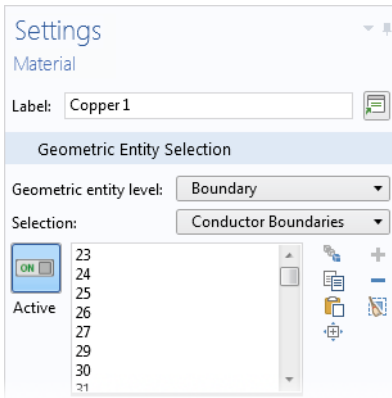 Settings
Material
Label: Copper 1
Geometric Entity Selection
Geometric entity level: Boundary
Selection: Conductor Boundaries
ON
Active
23
24
25
26
27
29
30
31